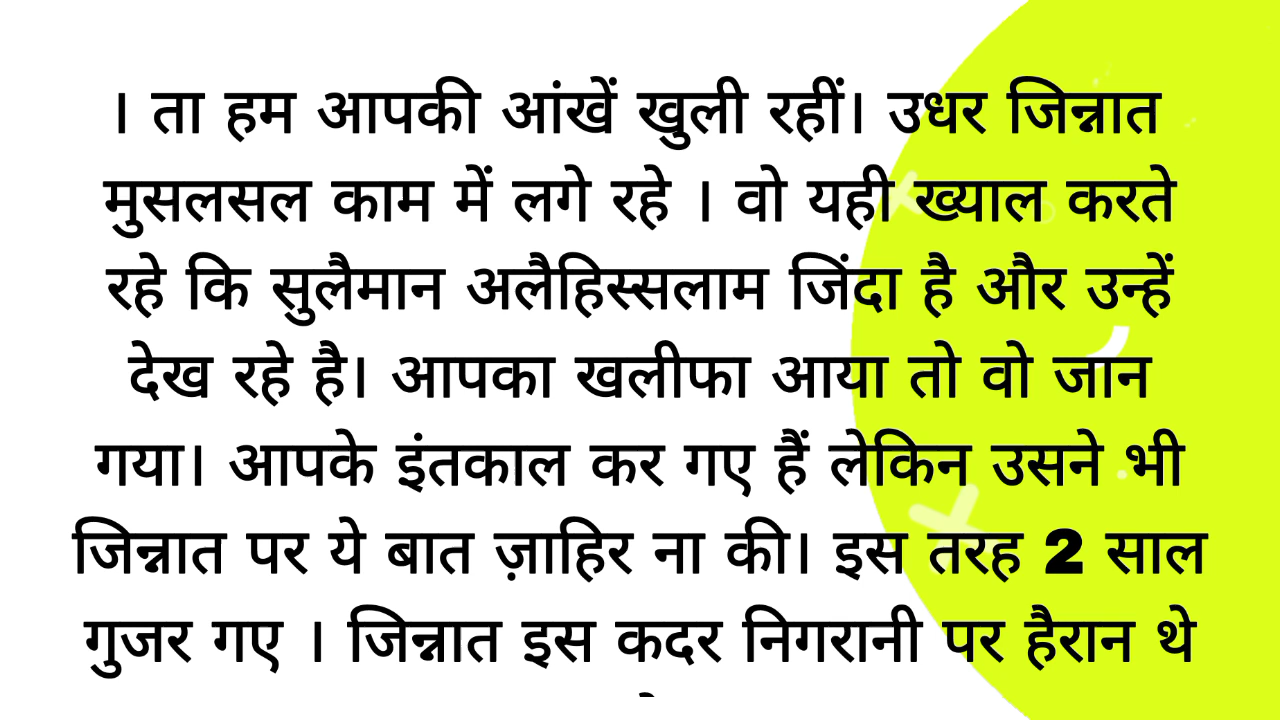 । ता हम आपकी आंखें खुली रहीं। उधर जिन्नात
मुसलसल काम में लगे रहे । वो यही ख्याल करते
रहे कि सुलैमान अलैहिस्सलाम जिंदा है और उन्हें
देख रहे है। आपका खलीफा आया तो वो जान
गया। आपके इंतकाल कर गए हैं लेकिन उसने भी
जिन्नात पर ये बात ज़ाहिर ना की। इस तरह 2 साल
गुजर गए । जिन्नात इस कदर निगरानी पर हैरान थे